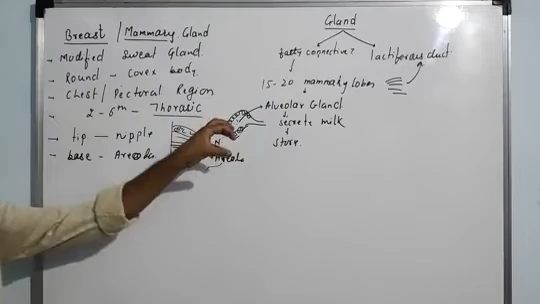 Breast / Mammary Gland
- Modified Sweat Gland.
- Round - Covex body.
- Chest / Pectoral Region
- 2 - 6th - Thorasic
- tip - nipple
- base - Areola.
N
Gland
fatty connective?
lactiferous duct
15-20 mammary lobes
Alveolar Gland
secrete milk
store